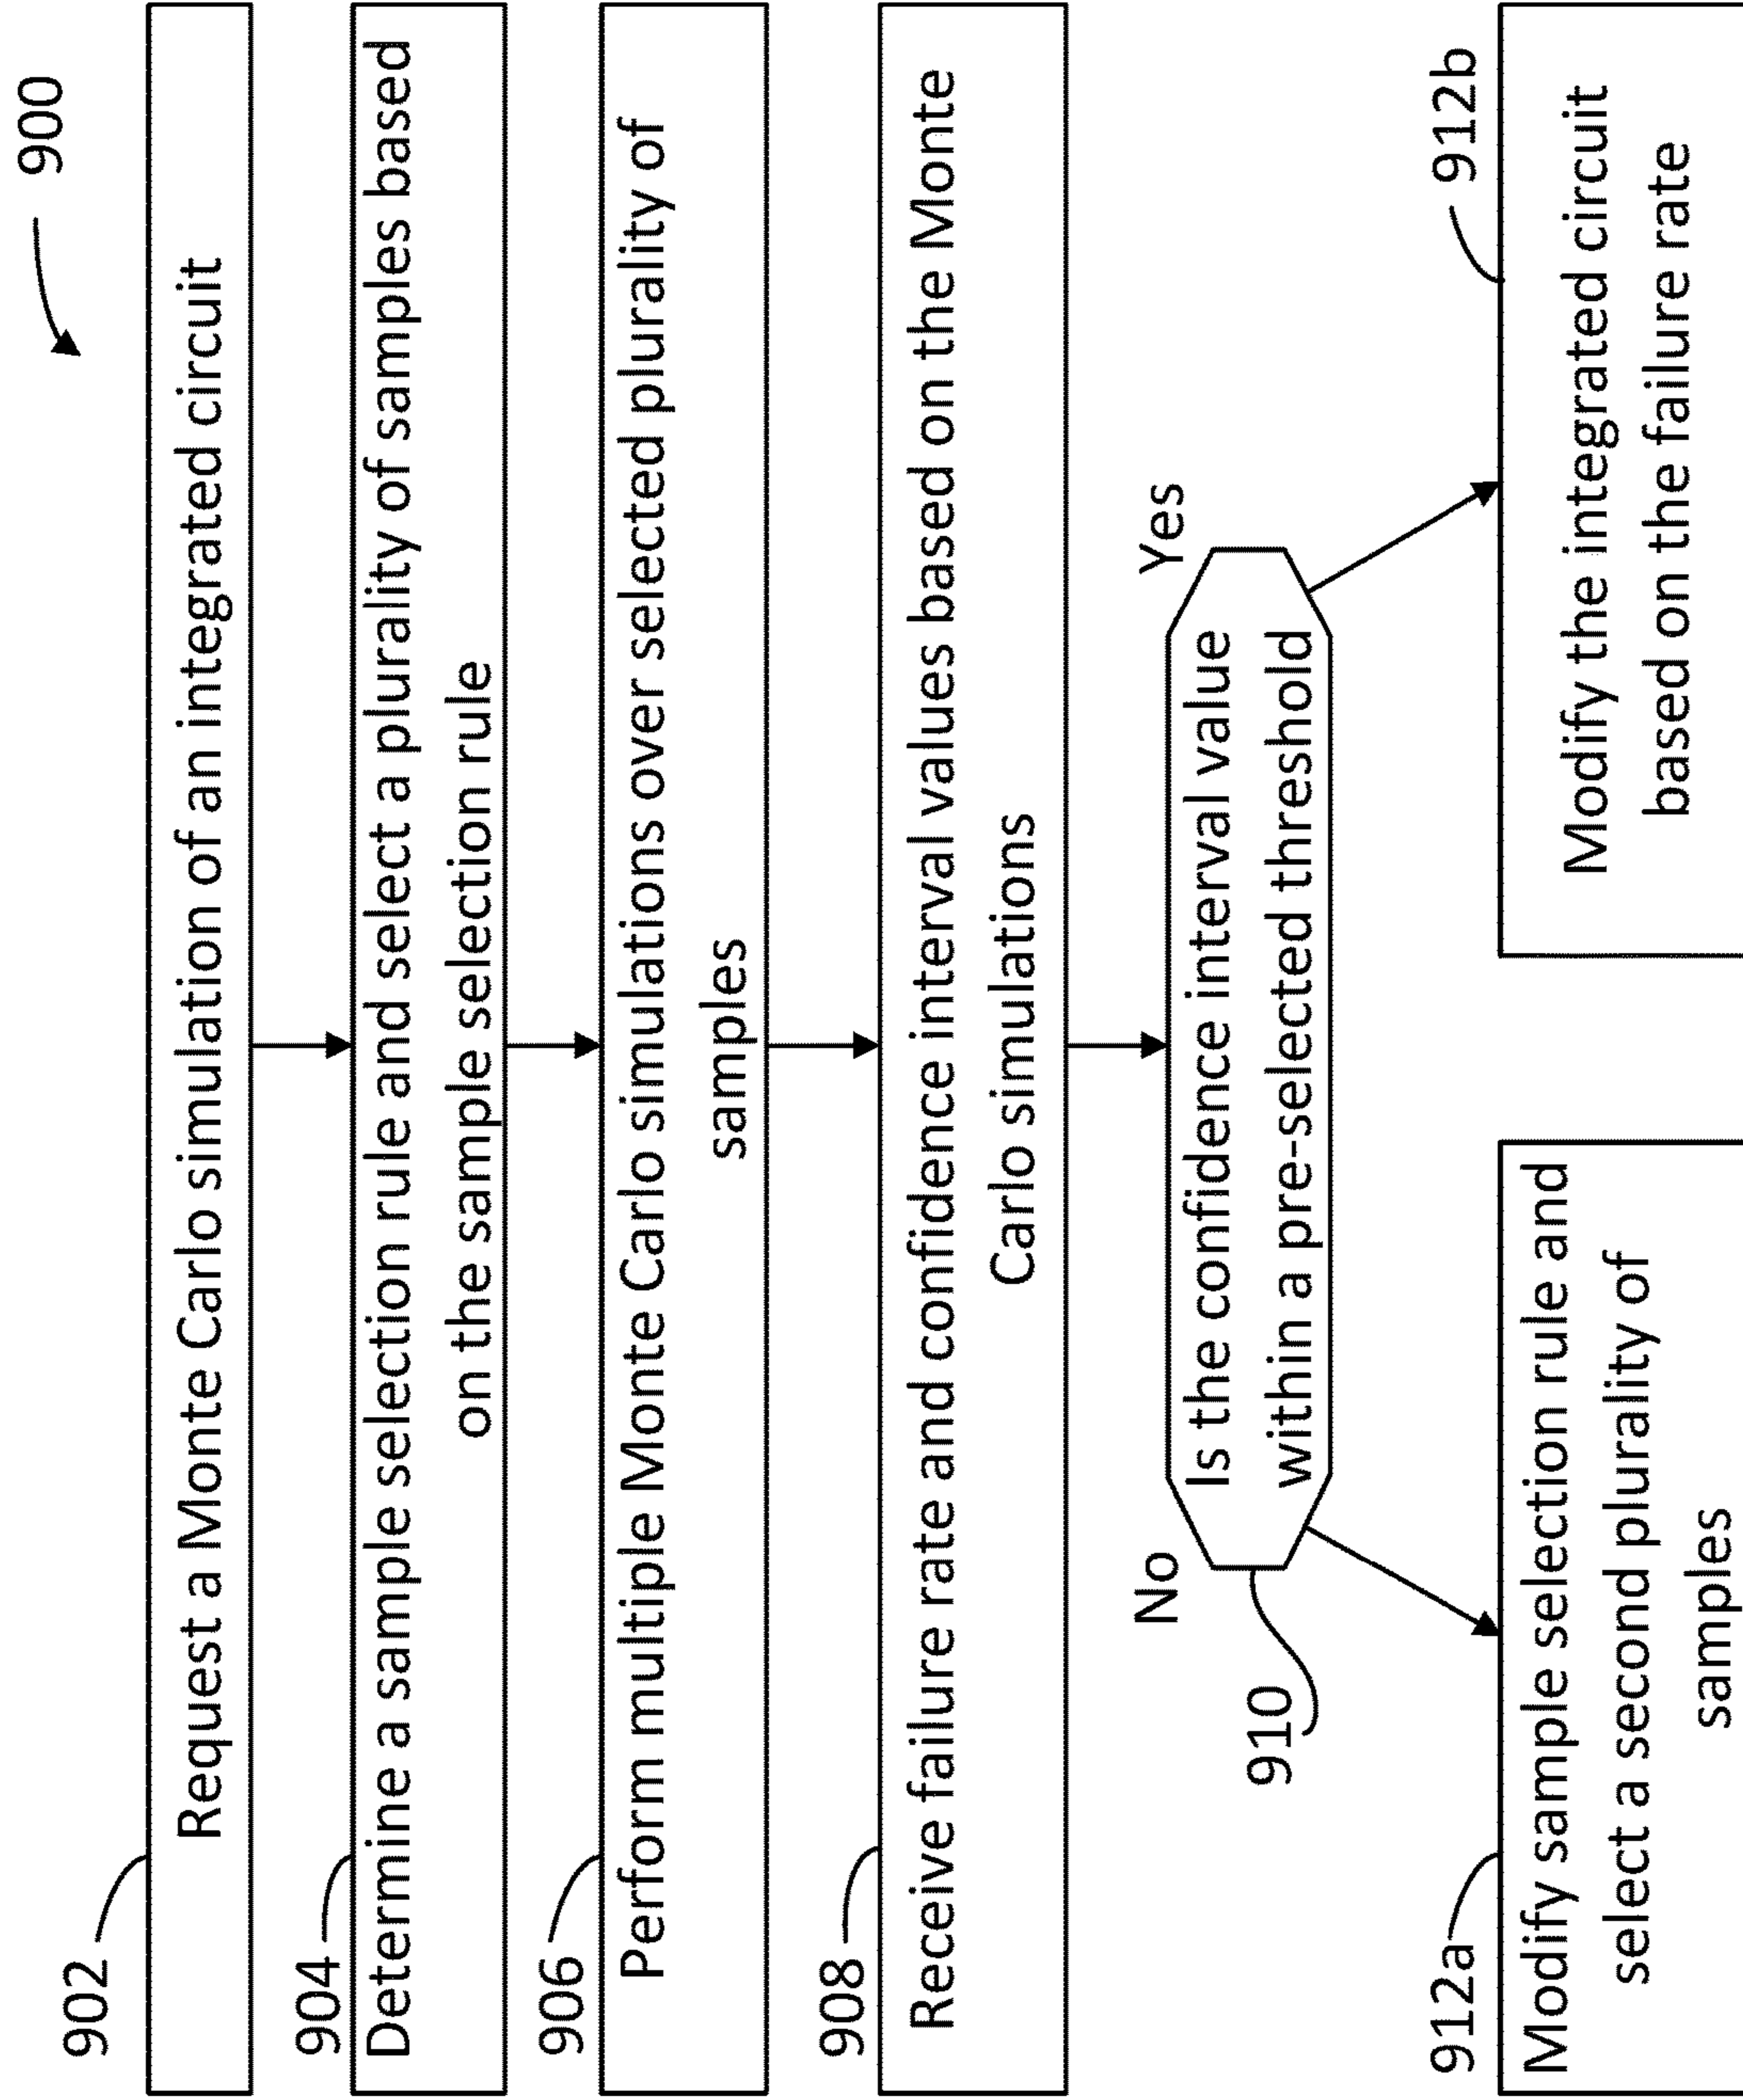 900
902
Request a Monte Carlo simulation of an integrated circuit
904
Determine a sample selection rule and select a plurality of samples based
on the sample selection rule
906
Perform multiple Monte Carlo simulations over selected plurality of
samples
908
Receive failure rate and confidence interval values based on the Monte
Carlo simulations
No
Yes
Is the confidence interval value
within a pre-selected threshold
910
912a
912b
Modify sample selection rule and
select a second plurality of
samples
Modify the integrated circuit
based on the failure rate